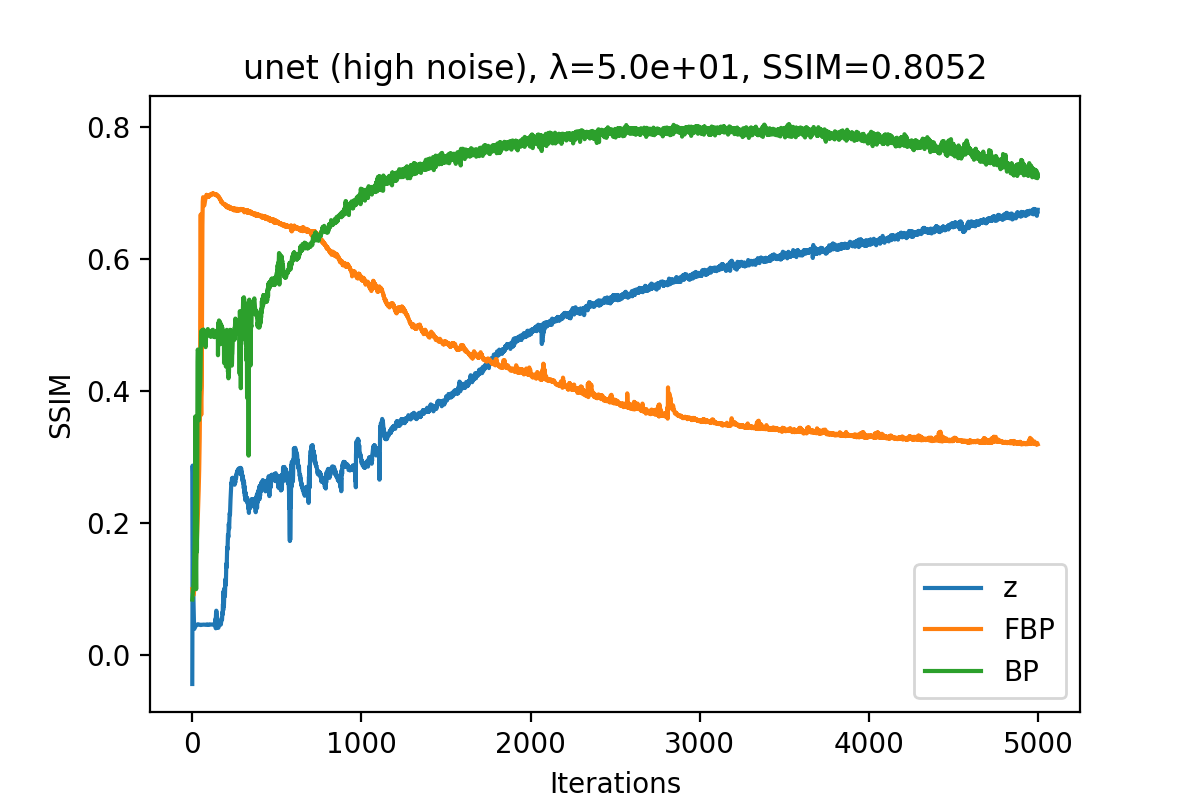 unet (high noise), λ=5.0e+01, SSIM=0.8052
SSIM
0.8
0.6
0.4
0.2
0.0
z
FBP
BP
0 1000 2000 3000 4000 5000
Iterations